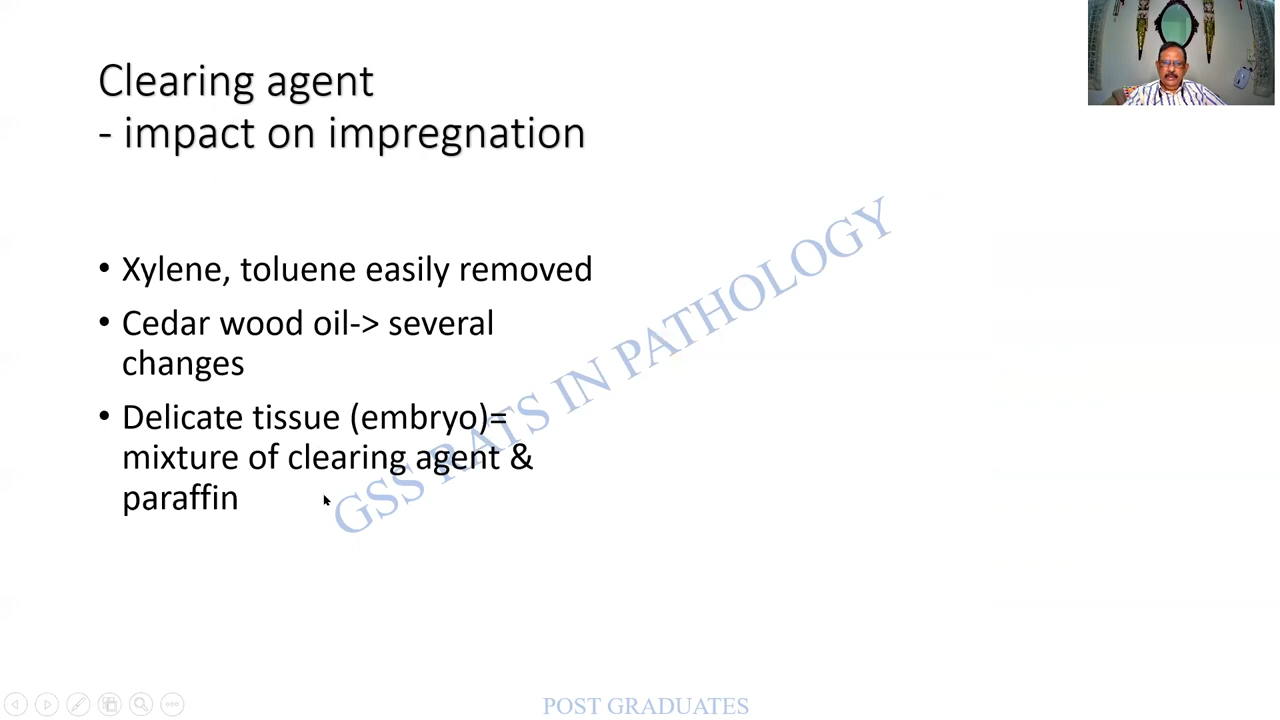 Clearing agent
- impact on impregnation
• Xylene, toluene easily removed
• Cedar wood oil-> several
changes
• Delicate tissue (embryo)=
mixture of clearing agent &
paraffin
GSS RATS IN PATHOLOGY
POST GRADUATES